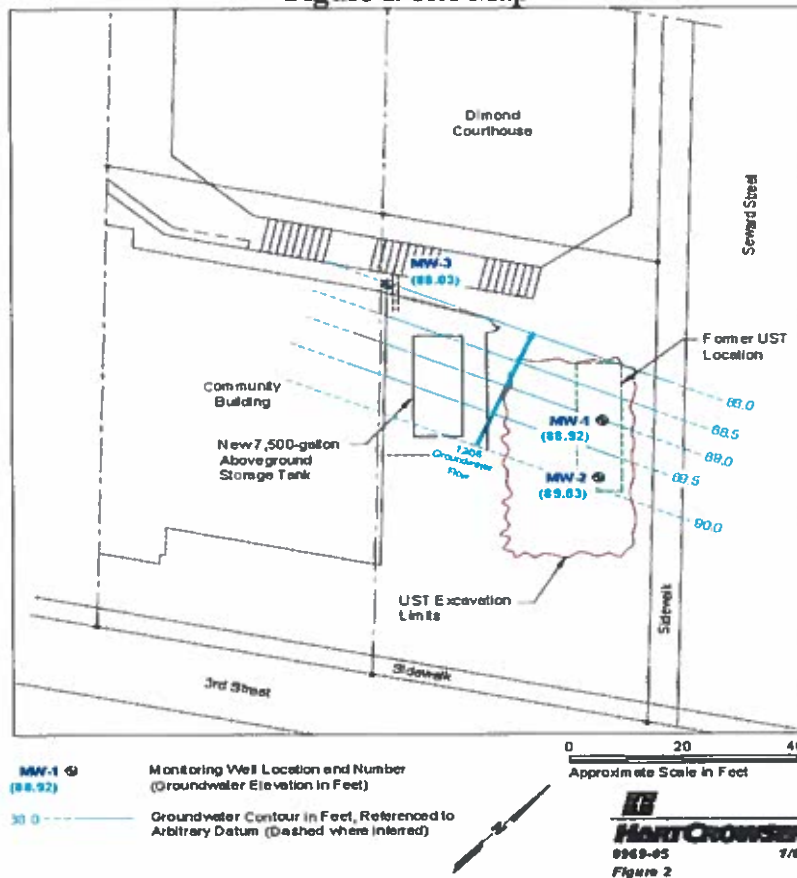 Dimond
Courthouse
Seward Street
MW-3
(88.03)
Former UST
Location
Community
Building
MW-1
(88.92)
88.0
88.5
89.0
New 7,500-gallon
Aboveground
Storage Tank
Groundwater
Flow
MW-2
(89.83)
89.5
90.0
UST Excavation
Limits
Sidewalk
Sidewalk
3rd Street
MW-1
(88.92)
Monitoring Well Location and Number
(Groundwater Elevation in Feet)
Groundwater Contour in Feet, Referenced to
Arbitrary Datum (Dashed where inferred)
0 20 40
Approximate Scale in Feet
N
HARTCROWSER
Figure 2